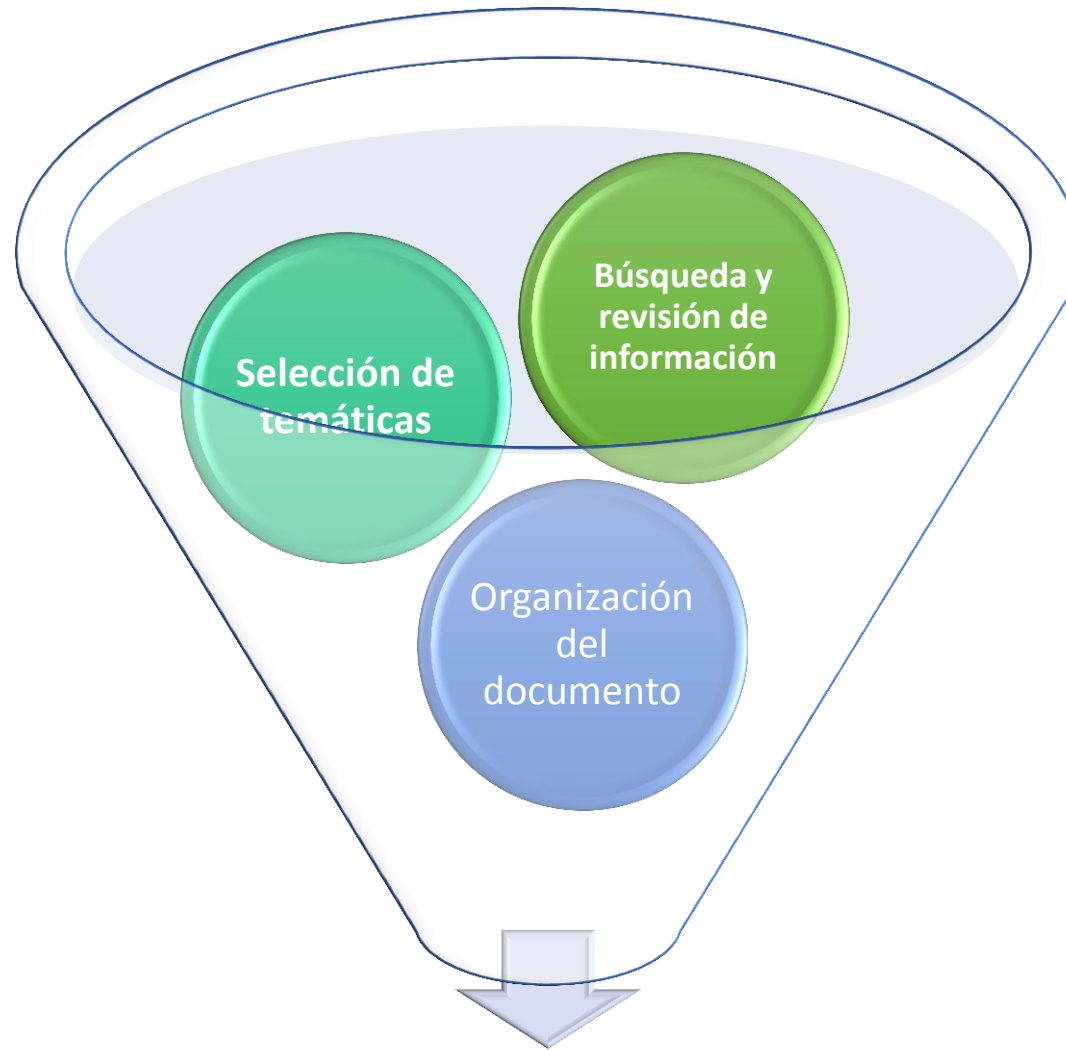 Búsqueda y
revisión de
información
Selección de
temáticas
Organización
del
documento